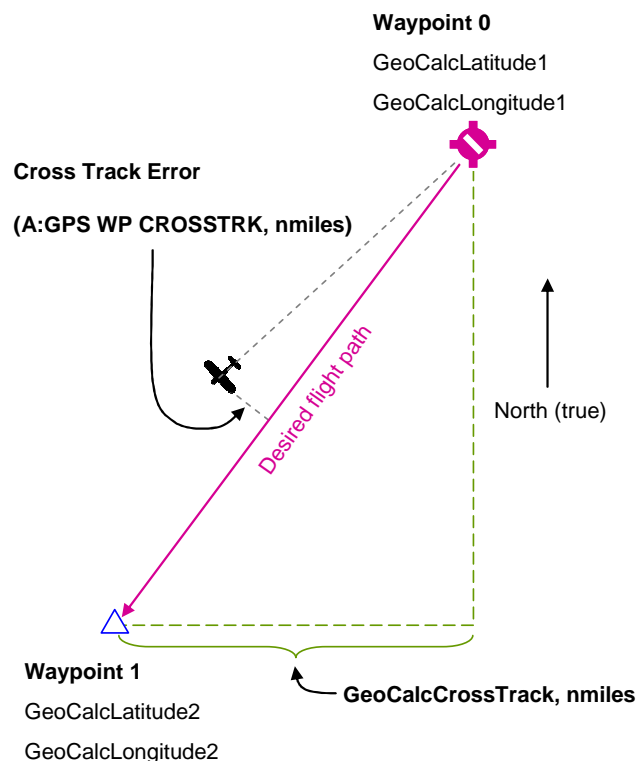 Waypoint 0
GeoCalcLatitude1
GeoCalcLongitude1
Cross Track Error
(A:GPS WP CROSSTRK, nmiles)
Desired flight path
North (true)
Waypoint 1
GeoCalcLatitude2
GeoCalcLongitude2
GeoCalcCrossTrack, nmiles